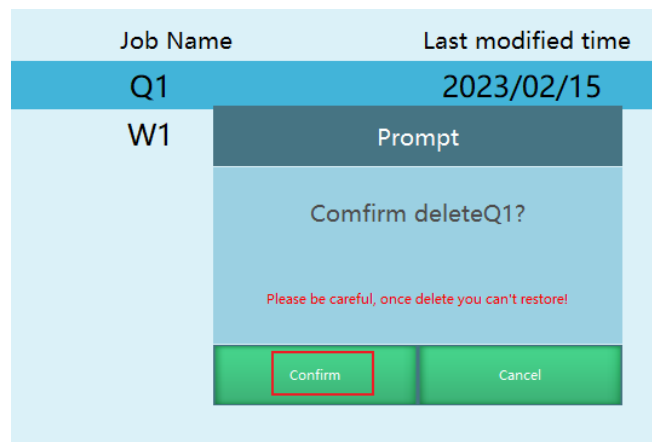 Job Name Last modified time
Q1 2023/02/15
W1
Prompt
Comfirm deleteQ1?
Please be careful, once delete you can't restore!
Confirm Cancel